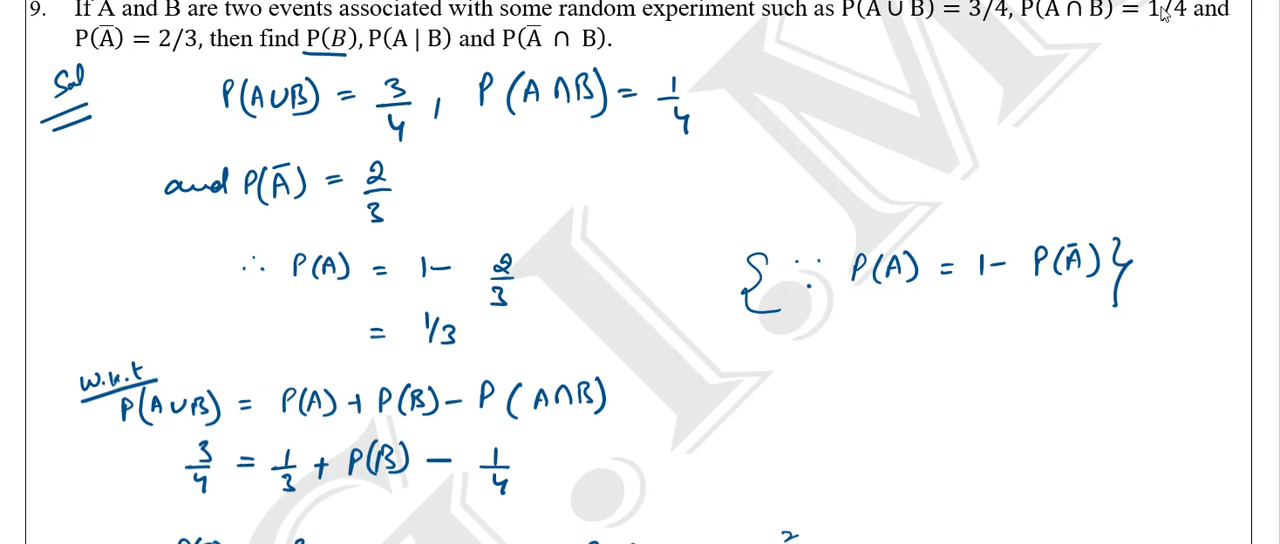 9. If A and B are two events associated with some random experiment such as P(A ∪ B) = 3/4, P(A ∩ B) = 1/4 and
P(A̅) = 2/3, then find P(B), P(A | B) and P(A̅ ∩ B).
Sol
P(A∪B) = 3/4 , P(A∩B) = 1/4
and P(A̅) = 2/3
∴ P(A) = 1 - 2/3 {∵ P(A) = 1 - P(A̅)}
= 1/3
w.k.t
P(A∪B) = P(A) + P(B) - P(A∩B)
3/4 = 1/3 + P(B) - 1/4